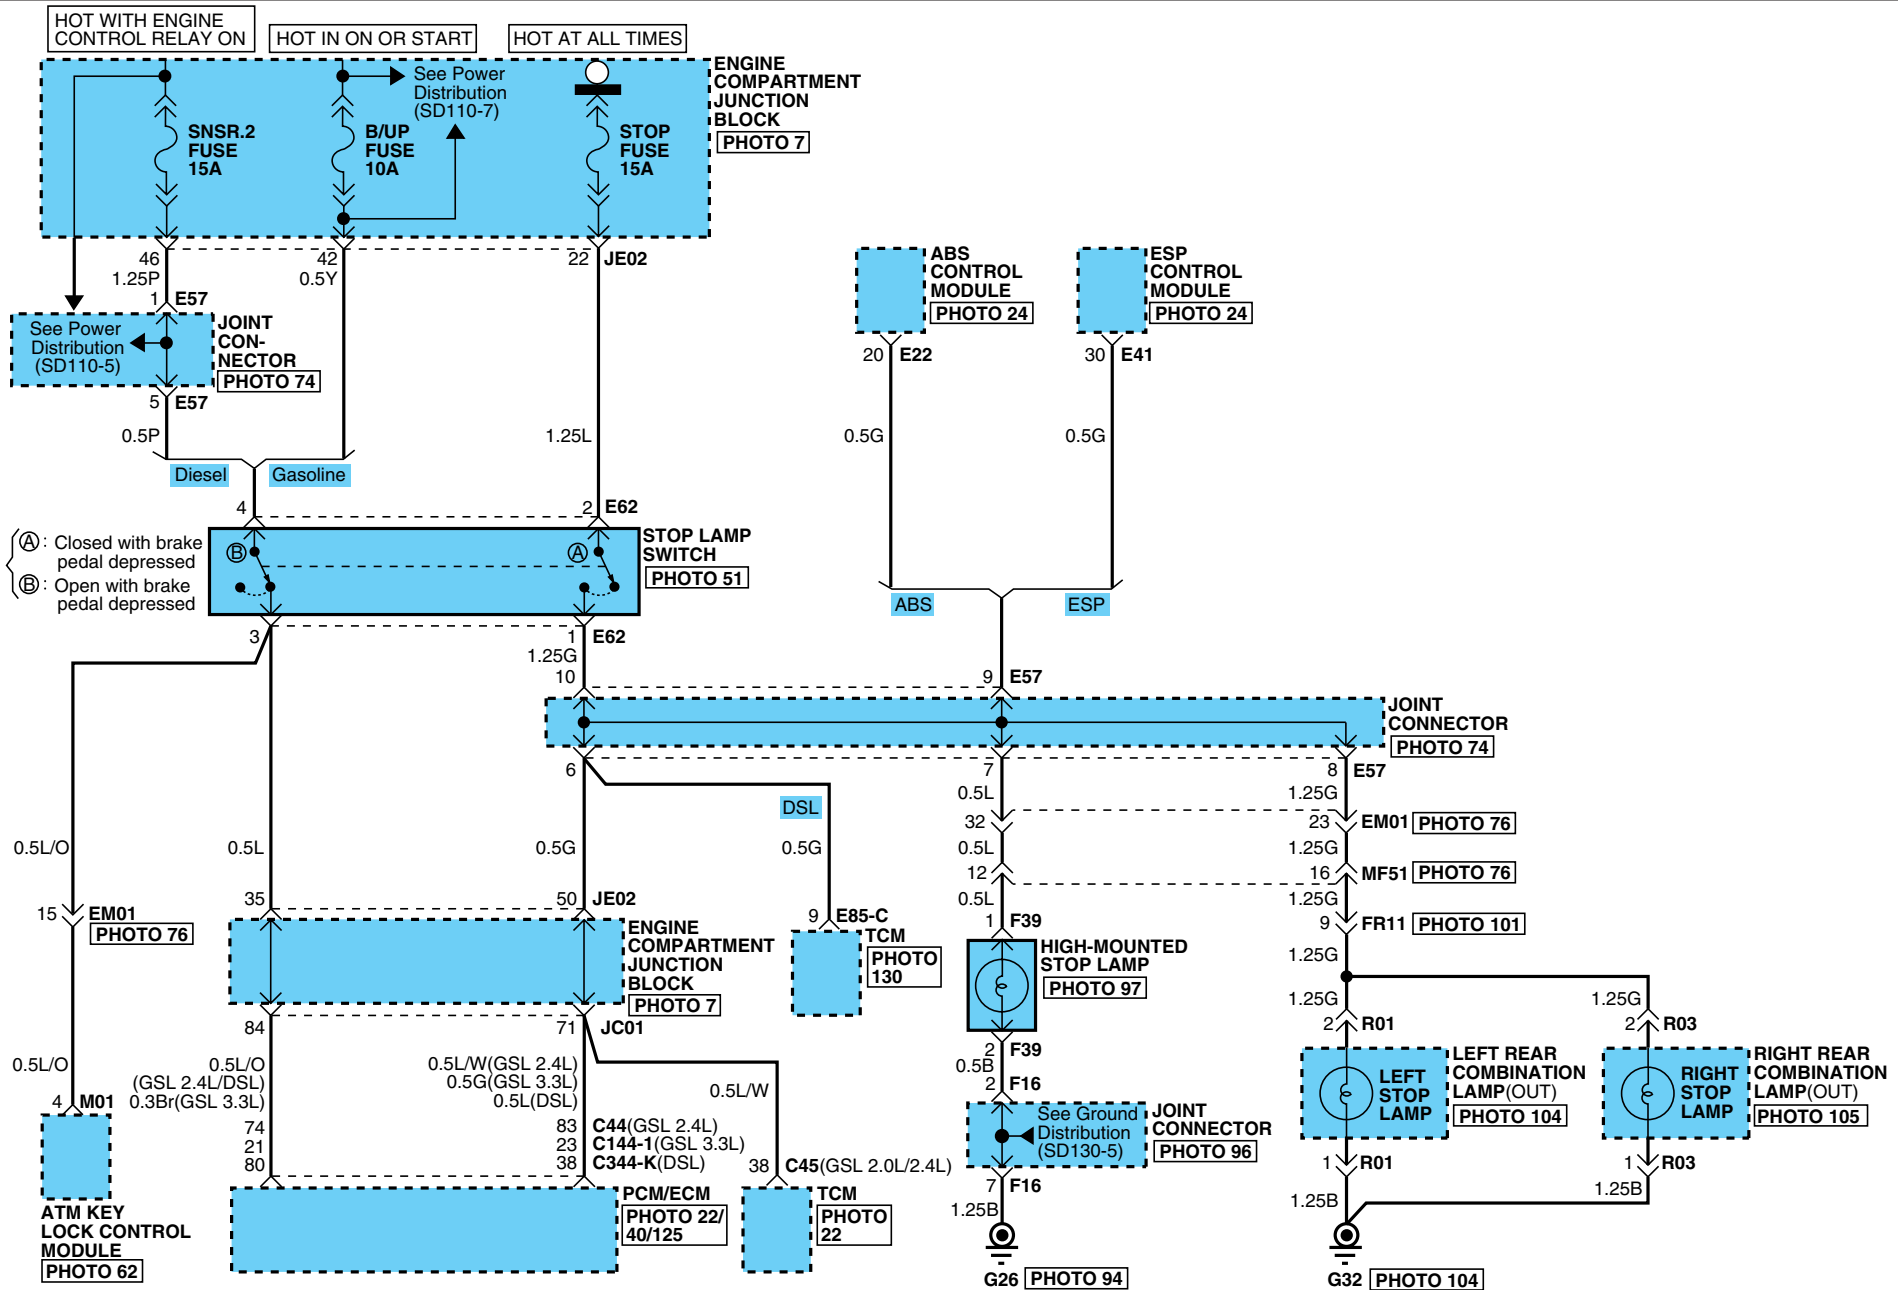 HOT WITH ENGINE
CONTROL RELAY ON
HOT IN ON OR START
HOT AT ALL TIMES
See Power
Distribution
(SD110-7)
ENGINE
COMPARTMENT
JUNCTION
BLOCK
PHOTO 7
SNSR.2
FUSE
15A
B/UP
FUSE
10A
STOP
FUSE
15A
46
42
22
JE02
1.25P
0.5Y
1
E57
See Power
Distribution
(SD110-5)
JOINT
CON-
NECTOR
PHOTO 74
5
E57
0.5P
1.25L
Diesel
Gasoline
ABS
CONTROL
MODULE
PHOTO 24
ESP
CONTROL
MODULE
PHOTO 24
20
E22
30
E41
0.5G
0.5G
4
2
E62
A : Closed with brake
pedal depressed
B : Open with brake
pedal depressed
B
A
STOP LAMP
SWITCH
PHOTO 51
ABS
ESP
3
1
E62
1.25G
10
9
E57
JOINT
CONNECTOR
PHOTO 74
6
7
8
E57
DSL
0.5L
1.25G
32
23
EM01
PHOTO 76
0.5L/O
0.5L
0.5G
0.5G
0.5L
1.25G
12
16
MF51
PHOTO 76
0.5L
1.25G
15
EM01
PHOTO 76
35
50
JE02
9
E85-C
1
F39
9
FR11
PHOTO 101
ENGINE
COMPARTMENT
JUNCTION
BLOCK
PHOTO 7
TCM
PHOTO
130
HIGH-MOUNTED
STOP LAMP
PHOTO 97
1.25G
1.25G
1.25G
84
71
JC01
2
R01
2
R03
0.5L/O
0.5L/O
(GSL 2.4L/DSL)
0.3Br(GSL 3.3L)
0.5L/W(GSL 2.4L)
0.5G(GSL 3.3L)
0.5L(DSL)
0.5L/W
2
F39
0.5B
2
F16
LEFT
STOP
LAMP
LEFT REAR
COMBINATION
LAMP(OUT)
PHOTO 104
RIGHT
STOP
LAMP
RIGHT REAR
COMBINATION
LAMP(OUT)
PHOTO 105
4
M01
74
21
80
83
C44(GSL 2.4L)
23
C144-1(GSL 3.3L)
38
C344-K(DSL)
38
C45(GSL 2.0L/2.4L)
See Ground
Distribution
(SD130-5)
JOINT
CONNECTOR
PHOTO 96
7
F16
1
R01
1
R03
1.25B
1.25B
1.25B
ATM KEY
LOCK CONTROL
MODULE
PHOTO 62
PCM/ECM
PHOTO 22/
40/125
TCM
PHOTO
22
G26
PHOTO 94
G32
PHOTO 104